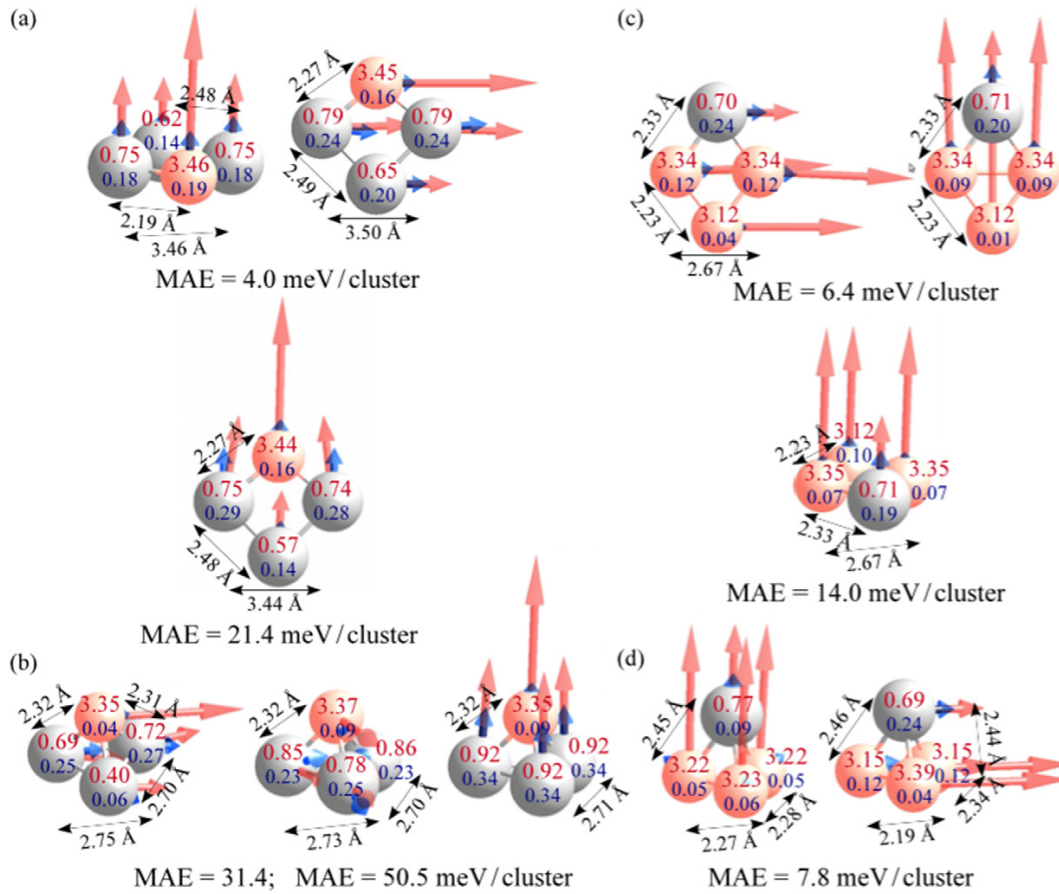 (a)
2.27 Å
2.48 Å
0.62
0.14
0.75
0.18
3.46
0.19
0.75
0.18
2.19 Å
3.46 Å
3.45
0.16
0.79
0.24
0.79
0.24
2.49 Å
0.65
0.20
3.50 Å
MAE = 4.0 meV/cluster
2.27 Å
3.44
0.16
0.75
0.29
0.74
0.28
2.48 Å
0.57
0.14
3.44 Å
MAE = 21.4 meV/cluster
(b)
2.32 Å
2.31 Å
3.35
0.04
0.69
0.25
0.72
0.27
0.40
0.06
2.70 Å
2.75 Å
2.32 Å
3.37
0.09
0.85
0.23
0.86
0.23
0.78
0.25
2.70 Å
2.73 Å
2.32 Å
3.35
0.09
0.92
0.34
0.92
0.34
0.92
0.34
2.71 Å
MAE = 31.4; MAE = 50.5 meV/cluster
(c)
2.33 Å
0.70
0.24
3.34
0.12
3.34
0.12
2.23 Å
3.12
0.04
2.67 Å
2.33 Å
0.71
0.20
3.34
0.09
3.34
0.09
2.23 Å
3.12
0.01
MAE = 6.4 meV/cluster
2.23 Å
3.12
0.10
3.35
0.07
3.35
0.07
0.71
0.19
2.33 Å
2.67 Å
MAE = 14.0 meV/cluster
(d)
2.45 Å
0.77
0.09
3.22
0.05
3.22
0.05
3.23
0.06
2.28 Å
2.27 Å
2.46 Å
0.69
0.24
2.44 Å
3.15
0.12
3.15
0.12
3.39
0.04
2.34 Å
2.19 Å
MAE = 7.8 meV/cluster